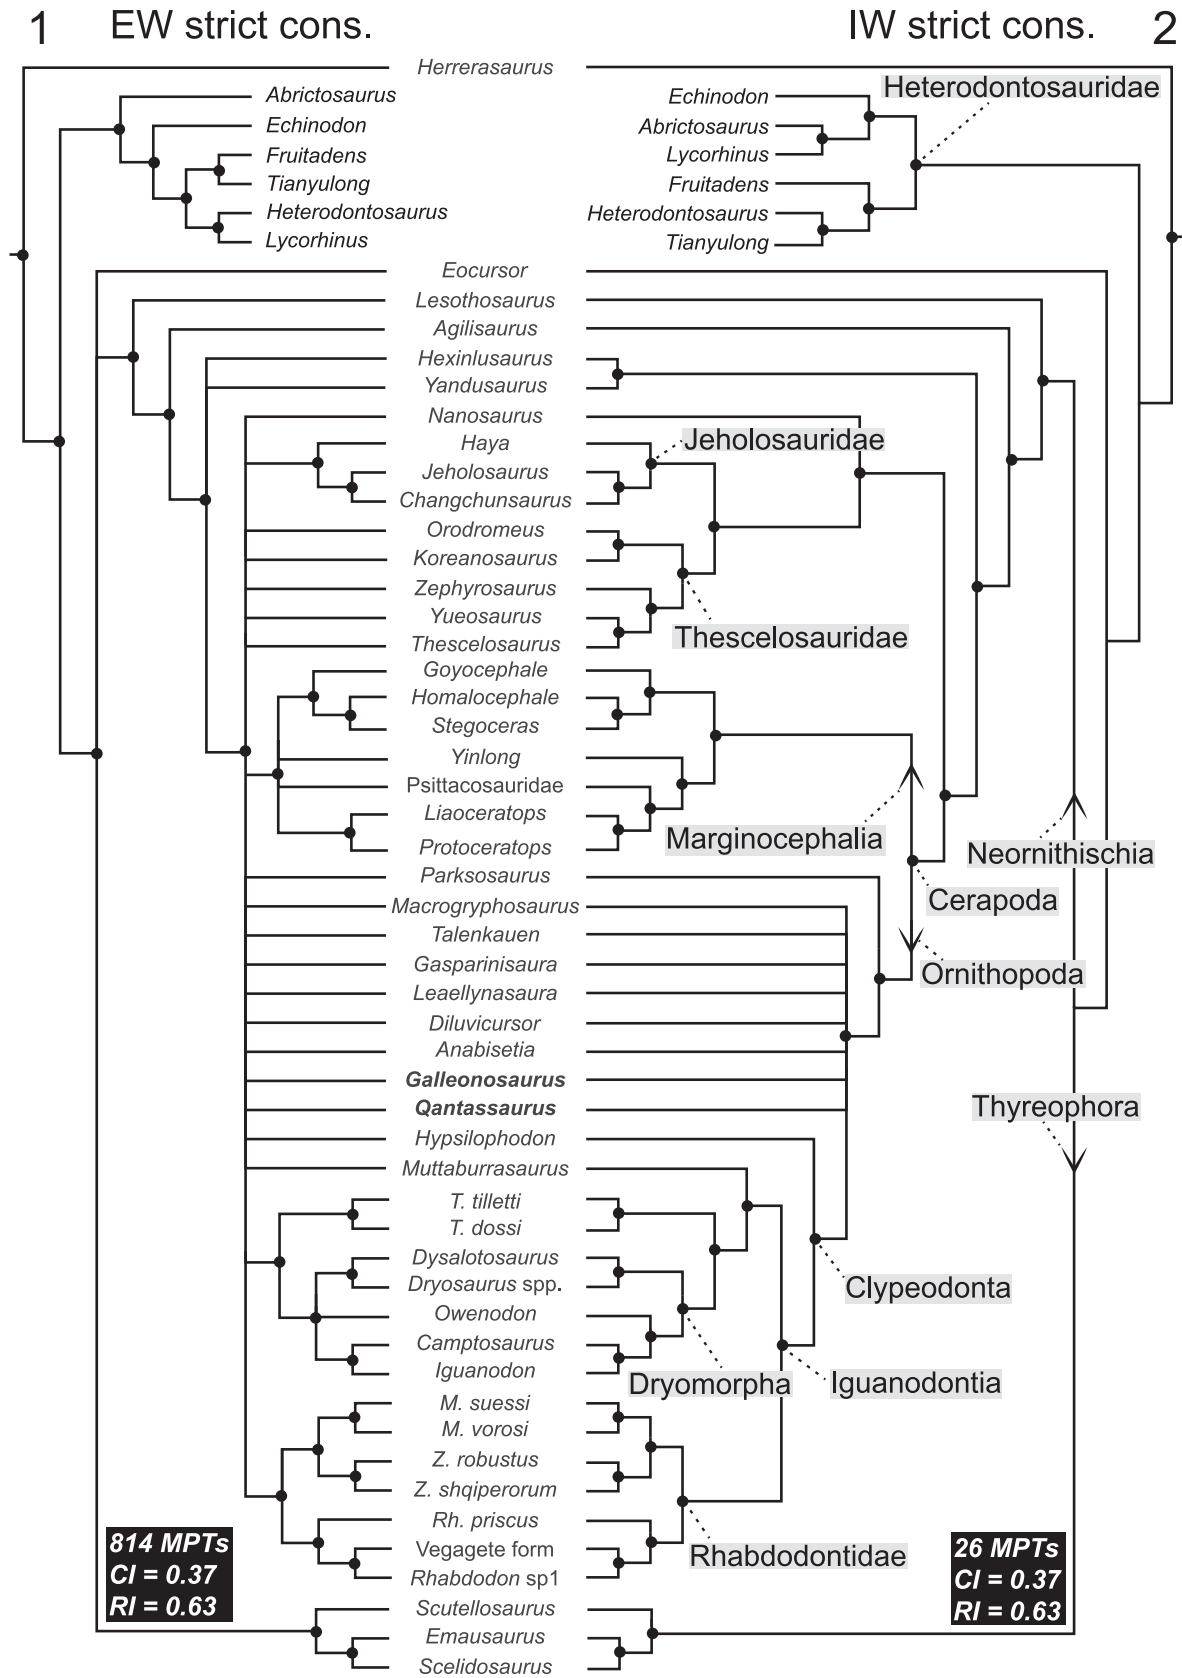 1 EW strict cons. IW strict cons. 2
Herrerasaurus
Heterodontosauridae
Abrictosaurus Echinodon
Echinodon Abrictosaurus
Fruitadens Lycorhinus
Tianyulong Fruitadens
Heterodontosaurus Heterodontosaurus
Lycorhinus Tianyulong
Eocursor
Lesothosaurus
Agilisaurus
Hexinlusaurus
Yandusaurus
Nanosaurus
Haya Jeholosauridae
Jeholosaurus
Changchunsaurus
Orodromeus
Koreanosaurus
Zephyrosaurus
Yueosaurus
Thescelosaurus Thescelosauridae
Goyocephale
Homalocephale
Stegoceras
Yinlong
Psittacosauridae
Liaoceratops
Marginocephalia
Protoceratops Neornithischia
Parksosaurus
Cerapoda
Macrogryphosaurus
Talenkauen
Gasparinisaura Ornithopoda
Leaellynasaura
Diluvicursor
Anabisetia
Galleonosaurus
Qantassaurus Thyreophora
Hypsilophodon
Muttaburrasaurus
T. tilletti
T. dossi
Dysalotosaurus
Dryosaurus spp. Clypeodonta
Owenodon
Camptosaurus
Iguanodon Dryomorpha Iguanodontia
M. suessi
M. vorosi
Z. robustus
Z. shqiperorum
Rh. priscus
814 MPTs Vegagete form Rhabdodontidae 26 MPTs
CI = 0.37 Rhabdodon sp1 CI = 0.37
RI = 0.63 Scutellosaurus RI = 0.63
Emausaurus
Scelidosaurus